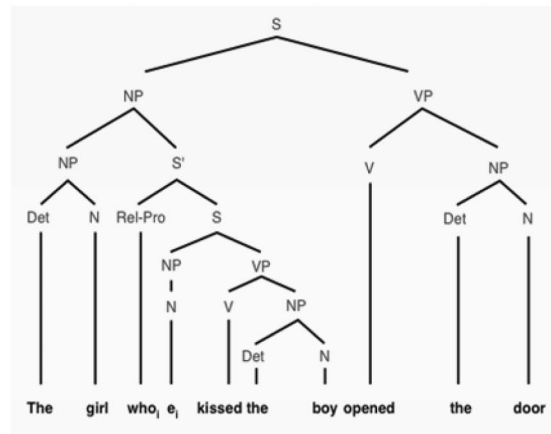 S
NP VP
NP S' V NP
Det N Rel-Pro S Det N
NP VP
N V NP
Det N
The girl whoi ei kissed the boy opened the door